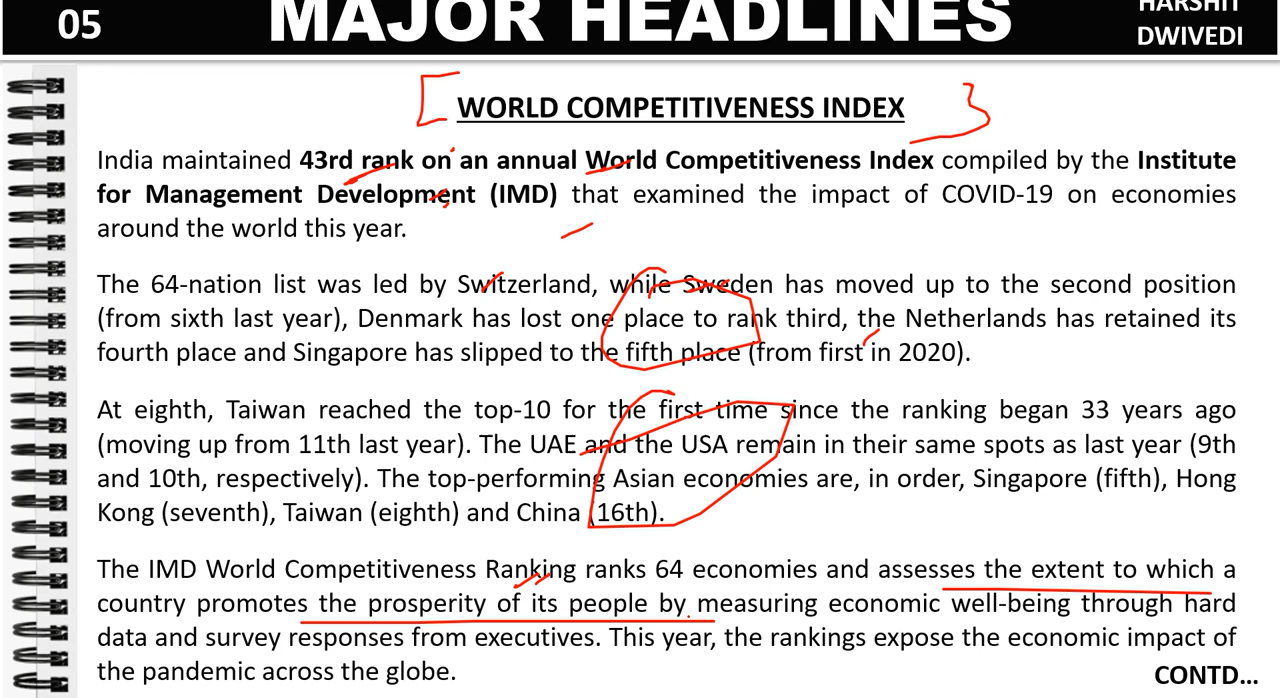 05
MAJOR HEADLINES
HARSHIT
DWIVEDI
WORLD COMPETITIVENESS INDEX
India maintained 43rd rank on an annual World Competitiveness Index compiled by the Institute
for Management Development (IMD) that examined the impact of COVID-19 on economies
around the world this year.
The 64-nation list was led by Switzerland, while Sweden has moved up to the second position
(from sixth last year), Denmark has lost one place to rank third, the Netherlands has retained its
fourth place and Singapore has slipped to the fifth place (from first in 2020).
At eighth, Taiwan reached the top-10 for the first time since the ranking began 33 years ago
(moving up from 11th last year). The UAE and the USA remain in their same spots as last year (9th
and 10th, respectively). The top-performing Asian economies are, in order, Singapore (fifth), Hong
Kong (seventh), Taiwan (eighth) and China (16th).
The IMD World Competitiveness Ranking ranks 64 economies and assesses the extent to which a
country promotes the prosperity of its people by measuring economic well-being through hard
data and survey responses from executives. This year, the rankings expose the economic impact of
the pandemic across the globe.
CONTD...